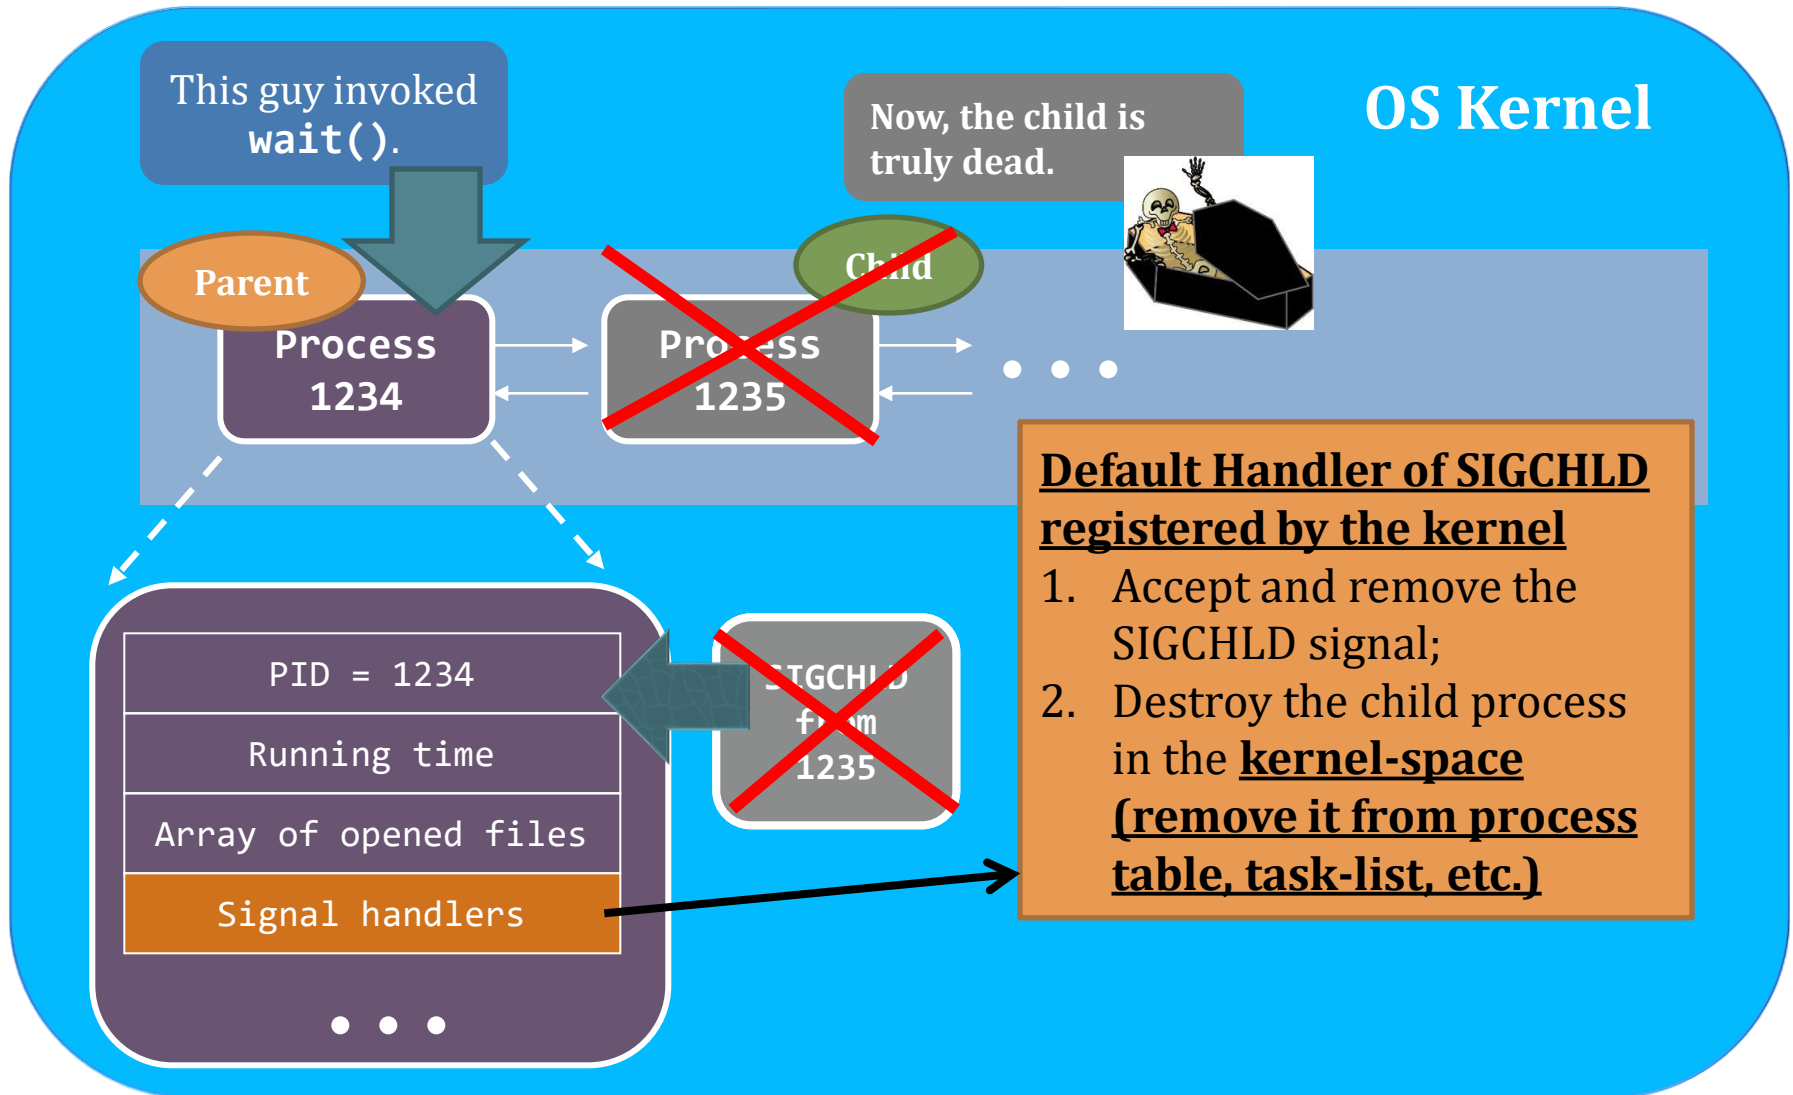 This guy invoked
wait().
Now, the child is
truly dead.
OS Kernel
Parent
Child
Process
1234
Process
1235
PID = 1234
Running time
Array of opened files
Signal handlers
SIGCHLD
from
1235
Default Handler of SIGCHLD
registered by the kernel
1. Accept and remove the
SIGCHLD signal;
2. Destroy the child process
in the kernel-space
(remove it from process
table, task-list, etc.)